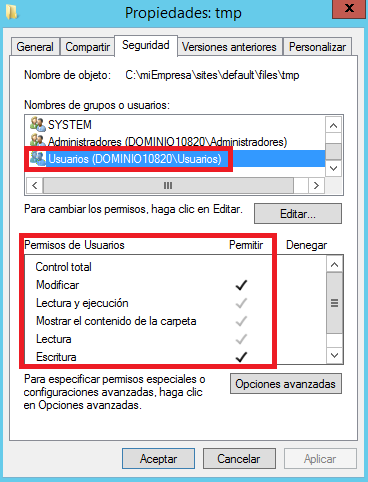 Propiedades: tmp
General
Compartir
Seguridad
Versiones anteriores
Personalizar
Nombre de objeto: C:\miEmpresa\sites\default\files\tmp
Nombres de grupos o usuarios:
SYSTEM
Administradores (DOMINIO10820\Administradores)
Usuarios (DOMINIO10820\Usuarios)
Para cambiar los permisos, haga clic en Editar.
Editar...
Permisos de Usuarios Permitir Denegar
Control total
Modificar
Lectura y ejecución
Mostrar el contenido de la carpeta
Lectura
Escritura
Para especificar permisos especiales o
configuraciones avanzadas, haga clic
en Opciones avanzadas.
Opciones avanzadas
Aceptar
Cancelar
Aplicar